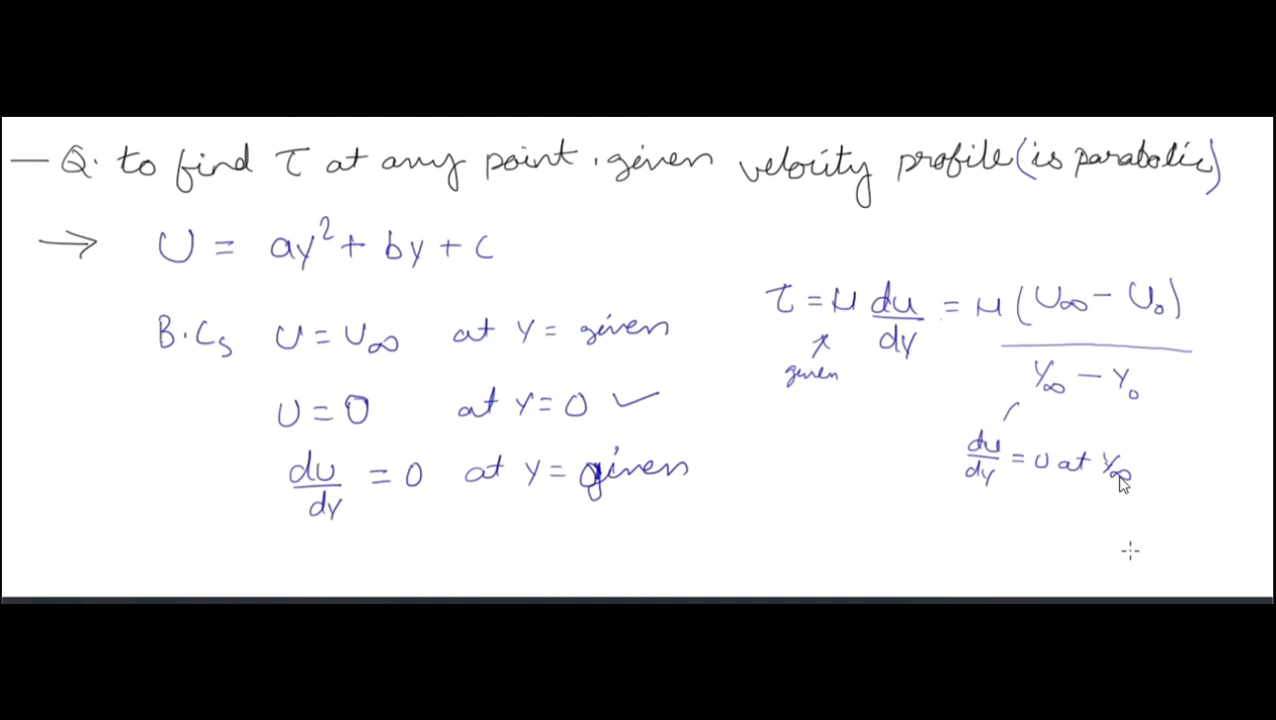 — Q. to find τ at any point. given velocity profile (is parabolic)
→ U = ay² + by + c
B.Cs U = U∞ at y = given
U = 0 at y = 0 ✓
du/dy = 0 at y = given
τ = μ du/dy = μ (U∞ − U₀) / y∞ − y₀
given
du/dy = 0 at y∞